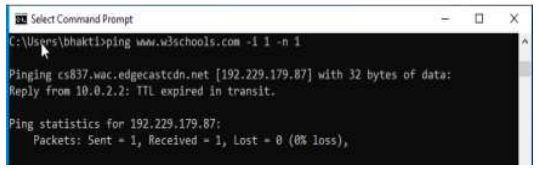 Select Command Prompt
C:\Users\bhakti>ping www.w3schools.com -i 1 -n 1
Pinging cs837.wac.edgecastcdn.net [192.229.179.87] with 32 bytes of data:
Reply from 10.0.2.2: TTL expired in transit.
Ping statistics for 192.229.179.87:
Packets: Sent = 1, Received = 1, Lost = 0 (0% loss),